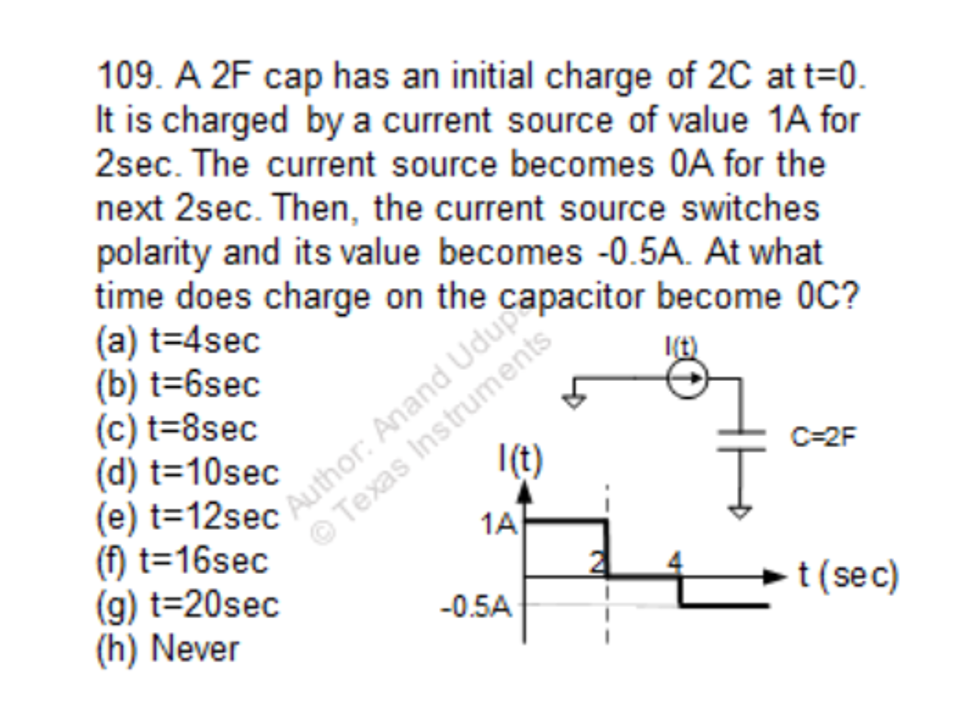 109. A 2F cap has an initial charge of 2C at t=0.
It is charged by a current source of value 1A for
2sec. The current source becomes 0A for the
next 2sec. Then, the current source switches
polarity and its value becomes -0.5A. At what
time does charge on the capacitor become 0C?
(a) t=4sec
(b) t=6sec
(c) t=8sec
(d) t=10sec
(e) t=12sec
(f) t=16sec
(g) t=20sec
(h) Never
Author: Anand Udupa
© Texas Instruments
I(t)
C=2F
I(t)
1A
2
4
t (sec)
-0.5A